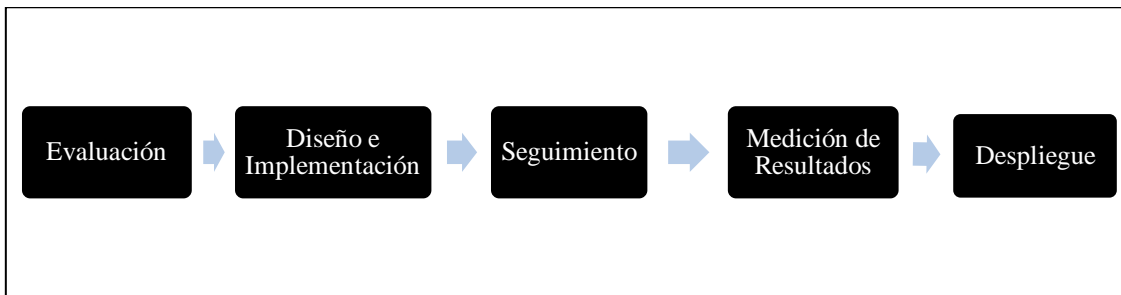 Evaluación
Diseño e
Implementación
Seguimiento
Medición de
Resultados
Despliegue